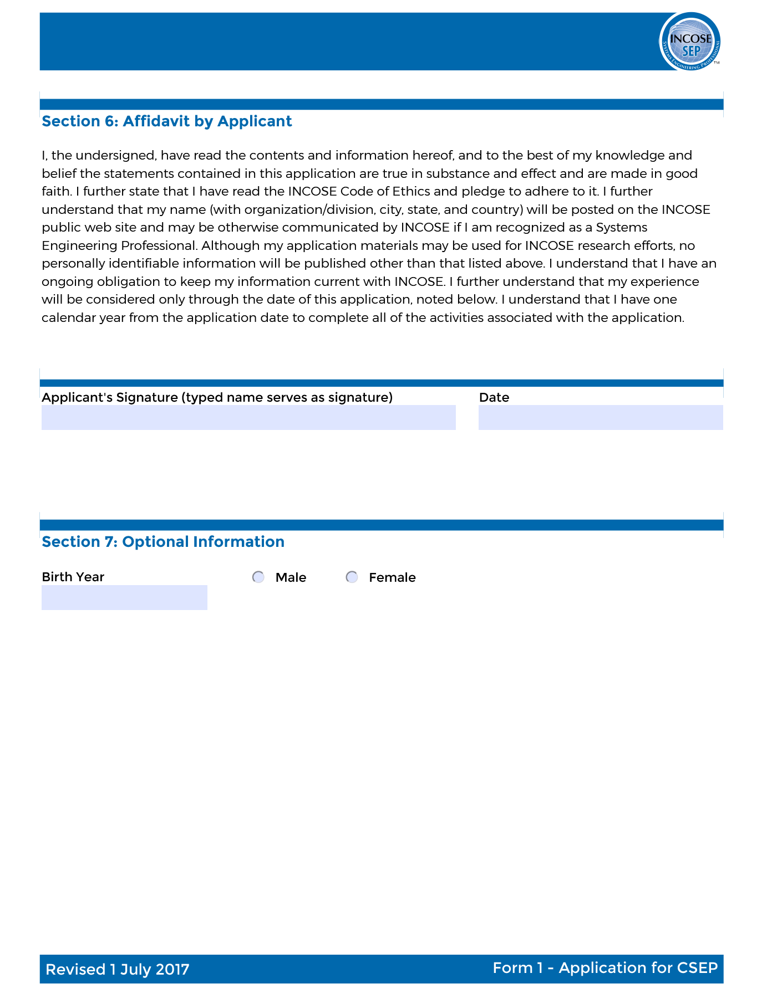 INCOSE
SEP
SYSTEMS ENGINEERING PROFESSIONAL
™
Section 6: Affidavit by Applicant
I, the undersigned, have read the contents and information hereof, and to the best of my knowledge and
belief the statements contained in this application are true in substance and effect and are made in good
faith. I further state that I have read the INCOSE Code of Ethics and pledge to adhere to it. I further
understand that my name (with organization/division, city, state, and country) will be posted on the INCOSE
public web site and may be otherwise communicated by INCOSE if I am recognized as a Systems
Engineering Professional. Although my application materials may be used for INCOSE research efforts, no
personally identifiable information will be published other than that listed above. I understand that I have an
ongoing obligation to keep my information current with INCOSE. I further understand that my experience
will be considered only through the date of this application, noted below. I understand that I have one
calendar year from the application date to complete all of the activities associated with the application.
Applicant's Signature (typed name serves as signature) Date
Section 7: Optional Information
Birth Year Male Female
Revised 1 July 2017 Form 1 - Application for CSEP